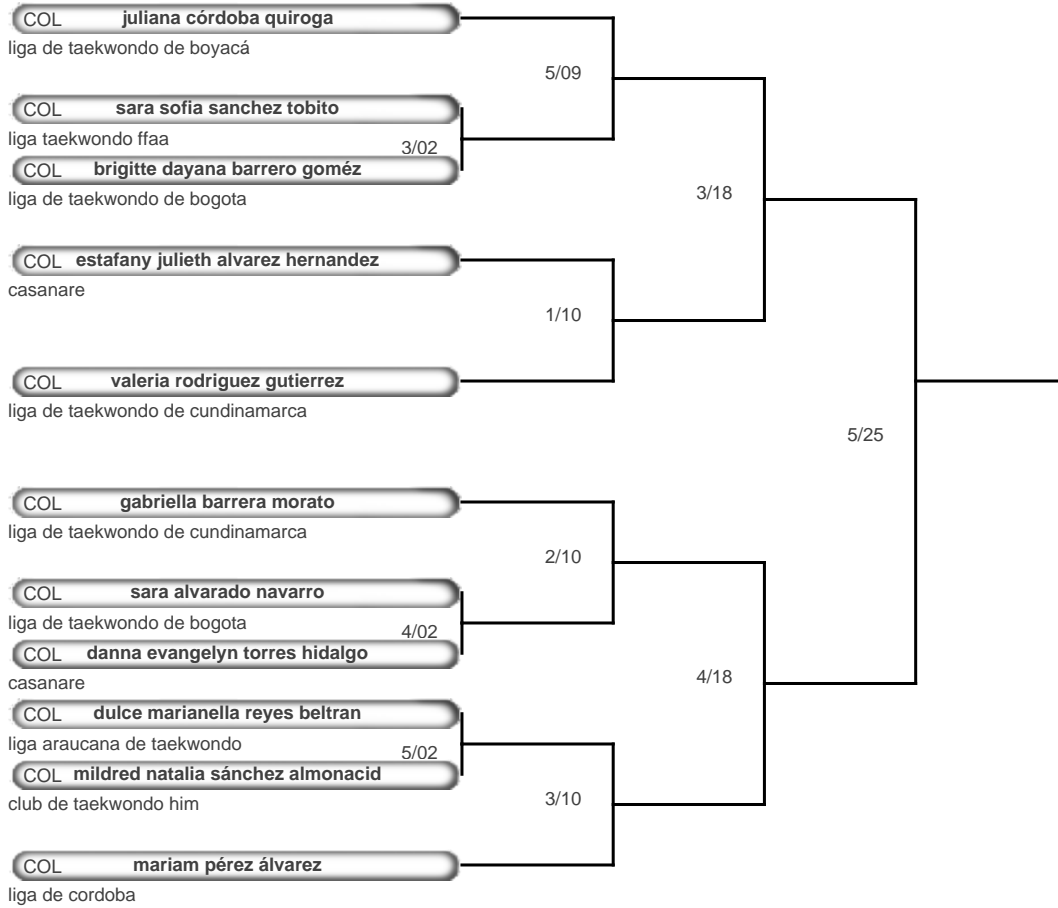 COL juliana córdoba quiroga
liga de taekwondo de boyacá
5/09
COL sara sofia sanchez tobito
liga taekwondo ffaa
3/02
COL brigitte dayana barrero goméz
liga de taekwondo de bogota
3/18
COL estafany julieth alvarez hernandez
casanare
1/10
COL valeria rodriguez gutierrez
liga de taekwondo de cundinamarca
5/25
COL gabriella barrera morato
liga de taekwondo de cundinamarca
2/10
COL sara alvarado navarro
liga de taekwondo de bogota
4/02
COL danna evangelyn torres hidalgo
casanare
4/18
COL dulce marianella reyes beltran
liga araucana de taekwondo
5/02
COL mildred natalia sánchez almonacid
club de taekwondo him
3/10
COL mariam pérez álvarez
liga de cordoba